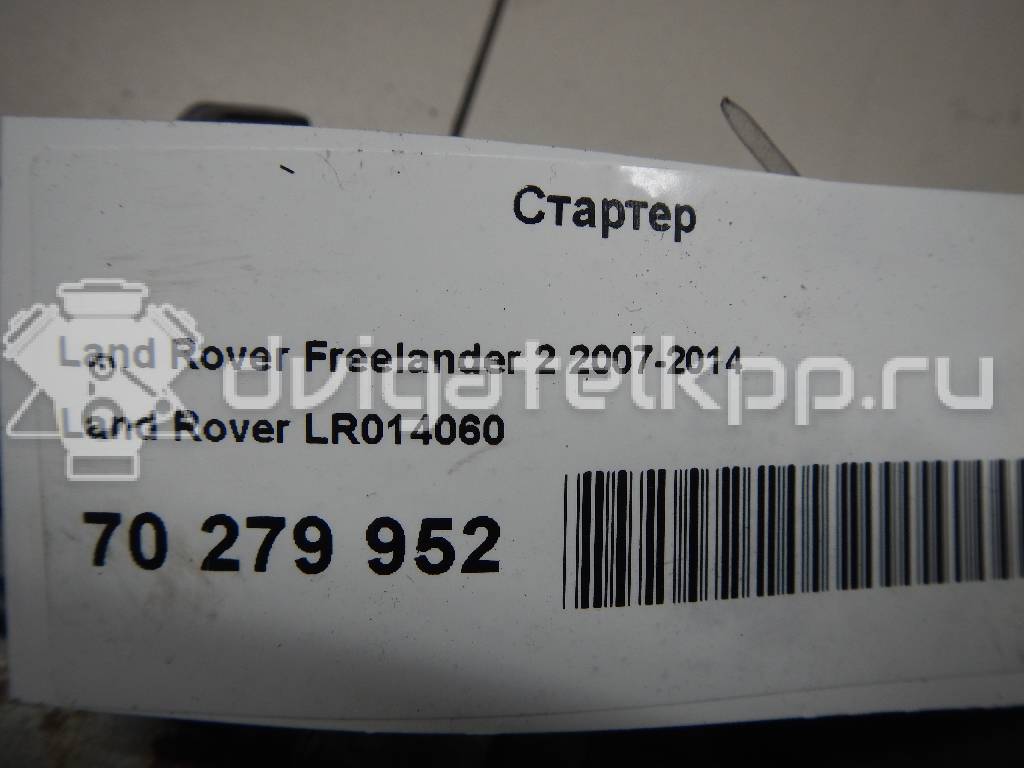 Стартер
Land Rover Freelander 2 2007-2014
dvigatelkpp.ru
Land Rover LR014060
70 279 952